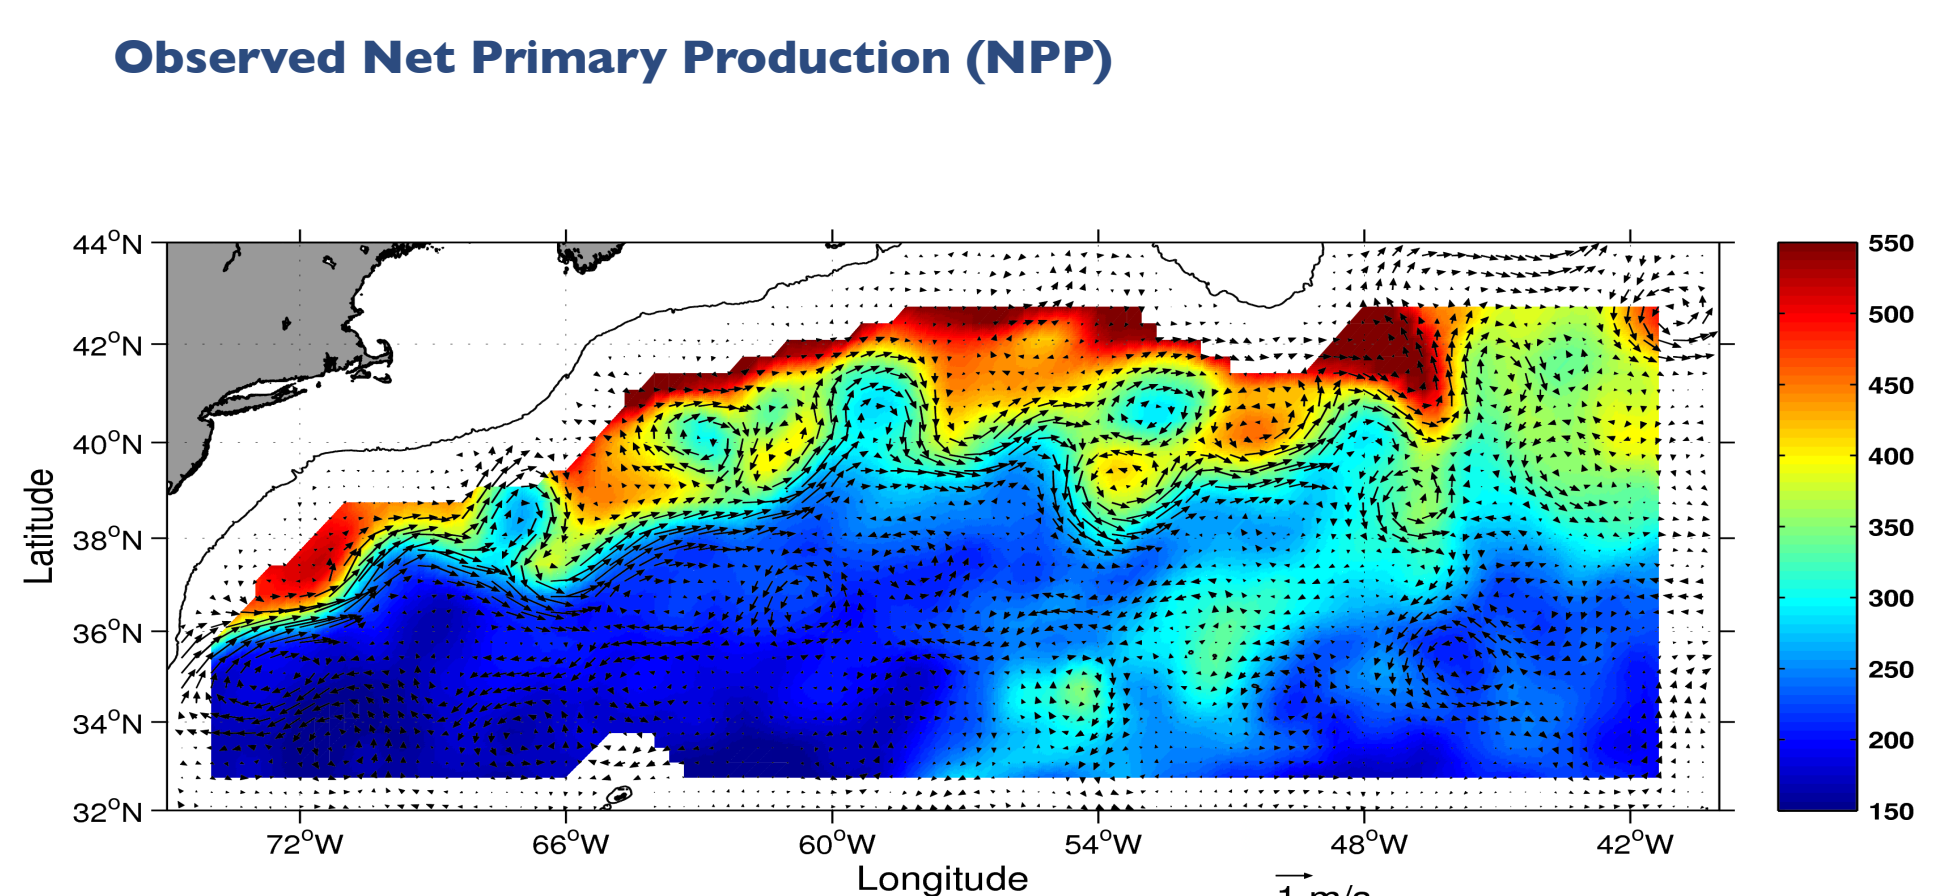 Observed Net Primary Production (NPP)
44°N
42°N
40°N
38°N
36°N
34°N
32°N
Latitude
72°W 66°W 60°W 54°W 48°W 42°W
Longitude
1 m/s
550
500
450
400
350
300
250
200
150